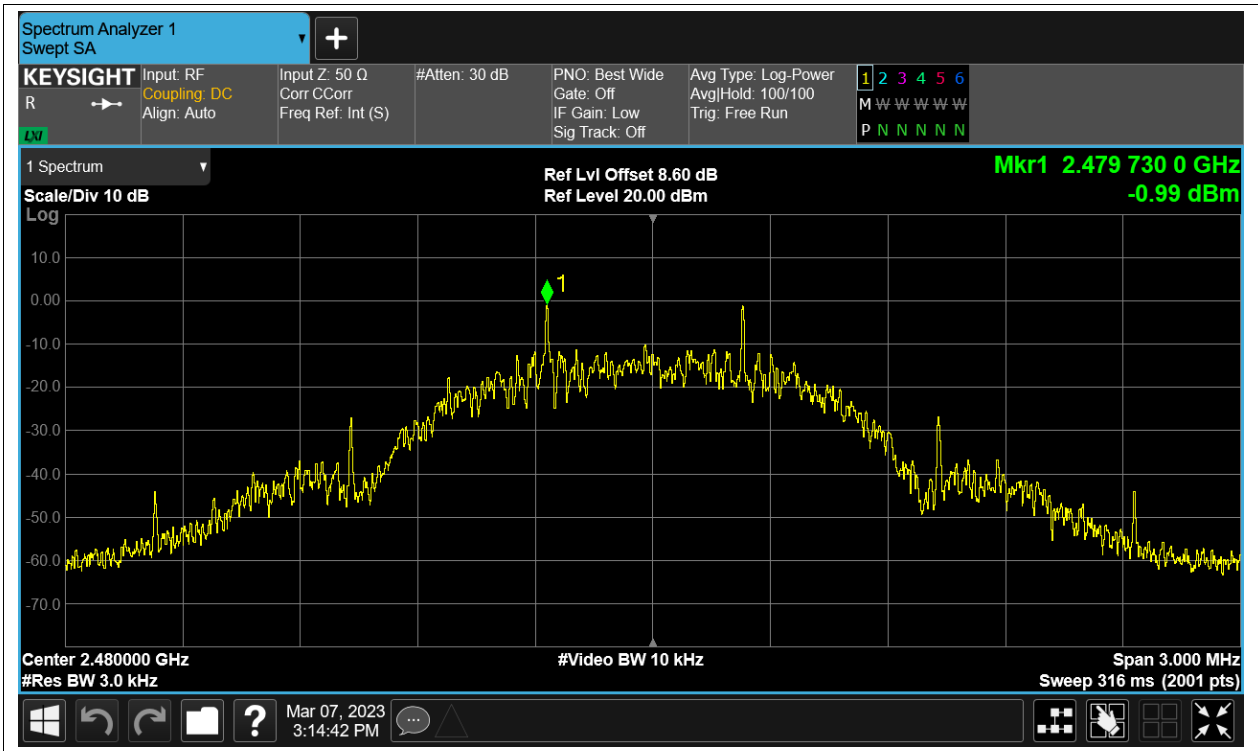 Spectrum Analyzer 1
Swept SA
KEYSIGHT
R
LXI
Input: RF
Coupling: DC
Align: Auto
Input Z: 50 Ω
Corr CCorr
Freq Ref: Int (S)
#Atten: 30 dB
PNO: Best Wide
Gate: Off
IF Gain: Low
Sig Track: Off
Avg Type: Log-Power
Avg|Hold: 100/100
Trig: Free Run
1 2 3 4 5 6
M W W W W W
P N N N N N
1 Spectrum
Scale/Div 10 dB
Log
Ref Lvl Offset 8.60 dB
Ref Level 20.00 dBm
Mkr1 2.479 730 0 GHz
-0.99 dBm
1
10.0
0.00
-10.0
-20.0
-30.0
-40.0
-50.0
-60.0
-70.0
Center 2.480000 GHz
#Res BW 3.0 kHz
#Video BW 10 kHz
Span 3.000 MHz
Sweep 316 ms (2001 pts)
?
Mar 07, 2023
3:14:42 PM